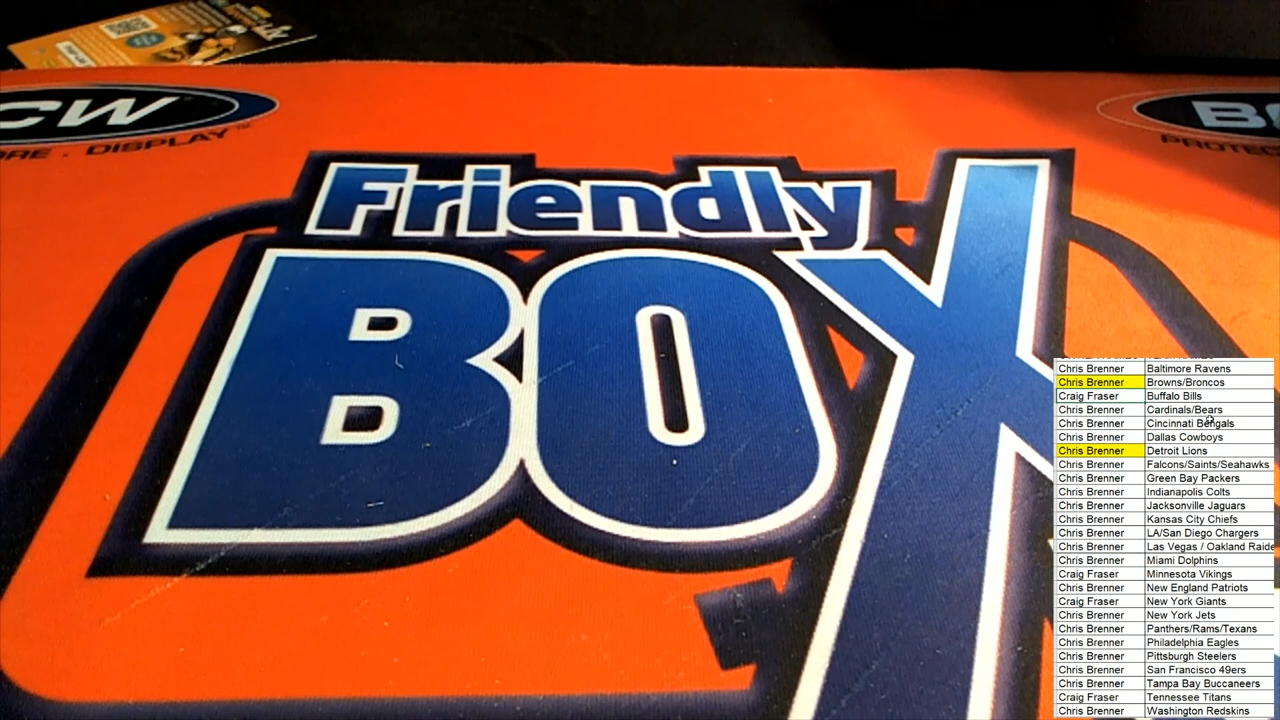 CW
RE · DISPLAY™
BC
PROTEC
Friendly
BOX
Chris Brenner Baltimore Ravens
Chris Brenner Browns/Broncos
Craig Fraser Buffalo Bills
Chris Brenner Cardinals/Bears
Chris Brenner Cincinnati Bengals
Chris Brenner Dallas Cowboys
Chris Brenner Detroit Lions
Chris Brenner Falcons/Saints/Seahawks
Chris Brenner Green Bay Packers
Chris Brenner Indianapolis Colts
Chris Brenner Jacksonville Jaguars
Chris Brenner Kansas City Chiefs
Chris Brenner LA/San Diego Chargers
Chris Brenner Las Vegas / Oakland Raide
Chris Brenner Miami Dolphins
Craig Fraser Minnesota Vikings
Chris Brenner New England Patriots
Craig Fraser New York Giants
Chris Brenner New York Jets
Chris Brenner Panthers/Rams/Texans
Chris Brenner Philadelphia Eagles
Chris Brenner Pittsburgh Steelers
Chris Brenner San Francisco 49ers
Chris Brenner Tampa Bay Buccaneers
Craig Fraser Tennessee Titans
Chris Brenner Washington Redskins